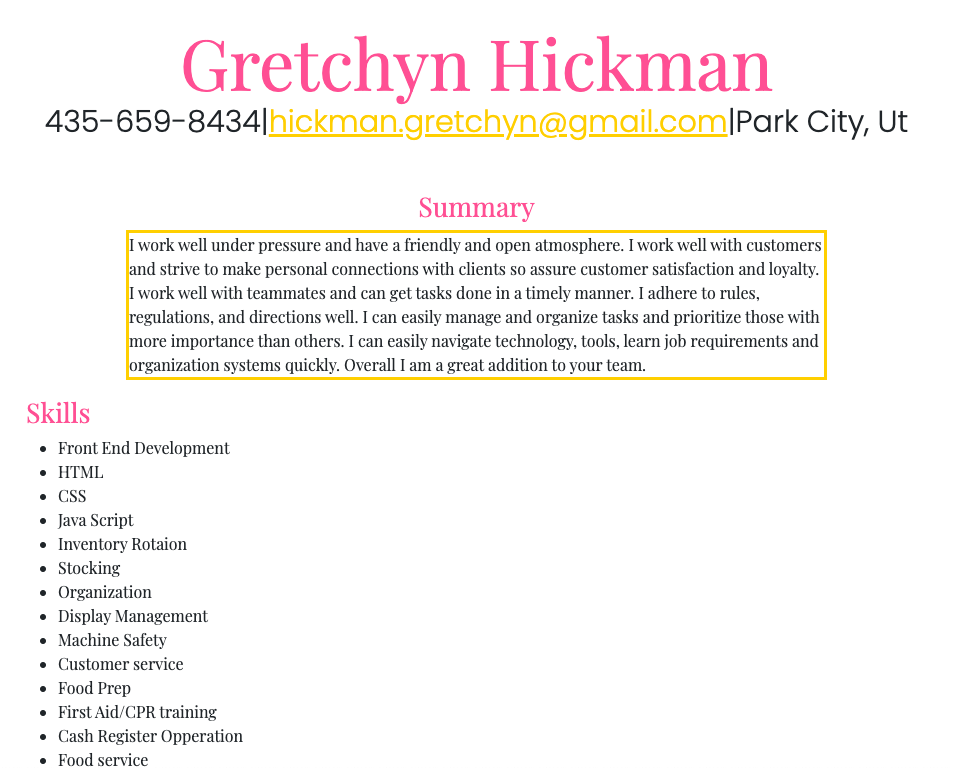 Gretchyn Hickman
435-659-8434|hickman.gretchyn@gmail.com|Park City, Ut
Summary
I work well under pressure and have a friendly and open atmosphere. I work well with customers
and strive to make personal connections with clients so assure customer satisfaction and loyalty.
I work well with teammates and can get tasks done in a timely manner. I adhere to rules,
regulations, and directions well. I can easily manage and organize tasks and prioritize those with
more importance than others. I can easily navigate technology, tools, learn job requirements and
organization systems quickly. Overall I am a great addition to your team.
Skills
• Front End Development
• HTML
• CSS
• Java Script
• Inventory Rotaion
• Stocking
• Organization
• Display Management
• Machine Safety
• Customer service
• Food Prep
• First Aid/CPR training
• Cash Register Opperation
• Food service